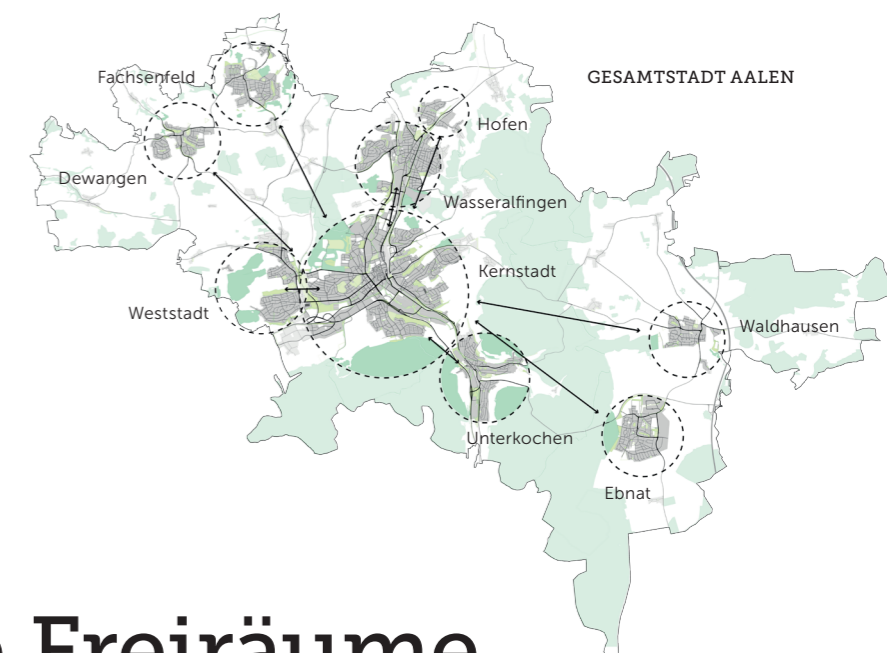 GESAMTSTADT AALEN
Fachsenfeld
Hofen
Dewangen
Wasseralfingen
Kernstadt
Weststadt
Waldhausen
Unterkochen
Ebnat
Freiräume